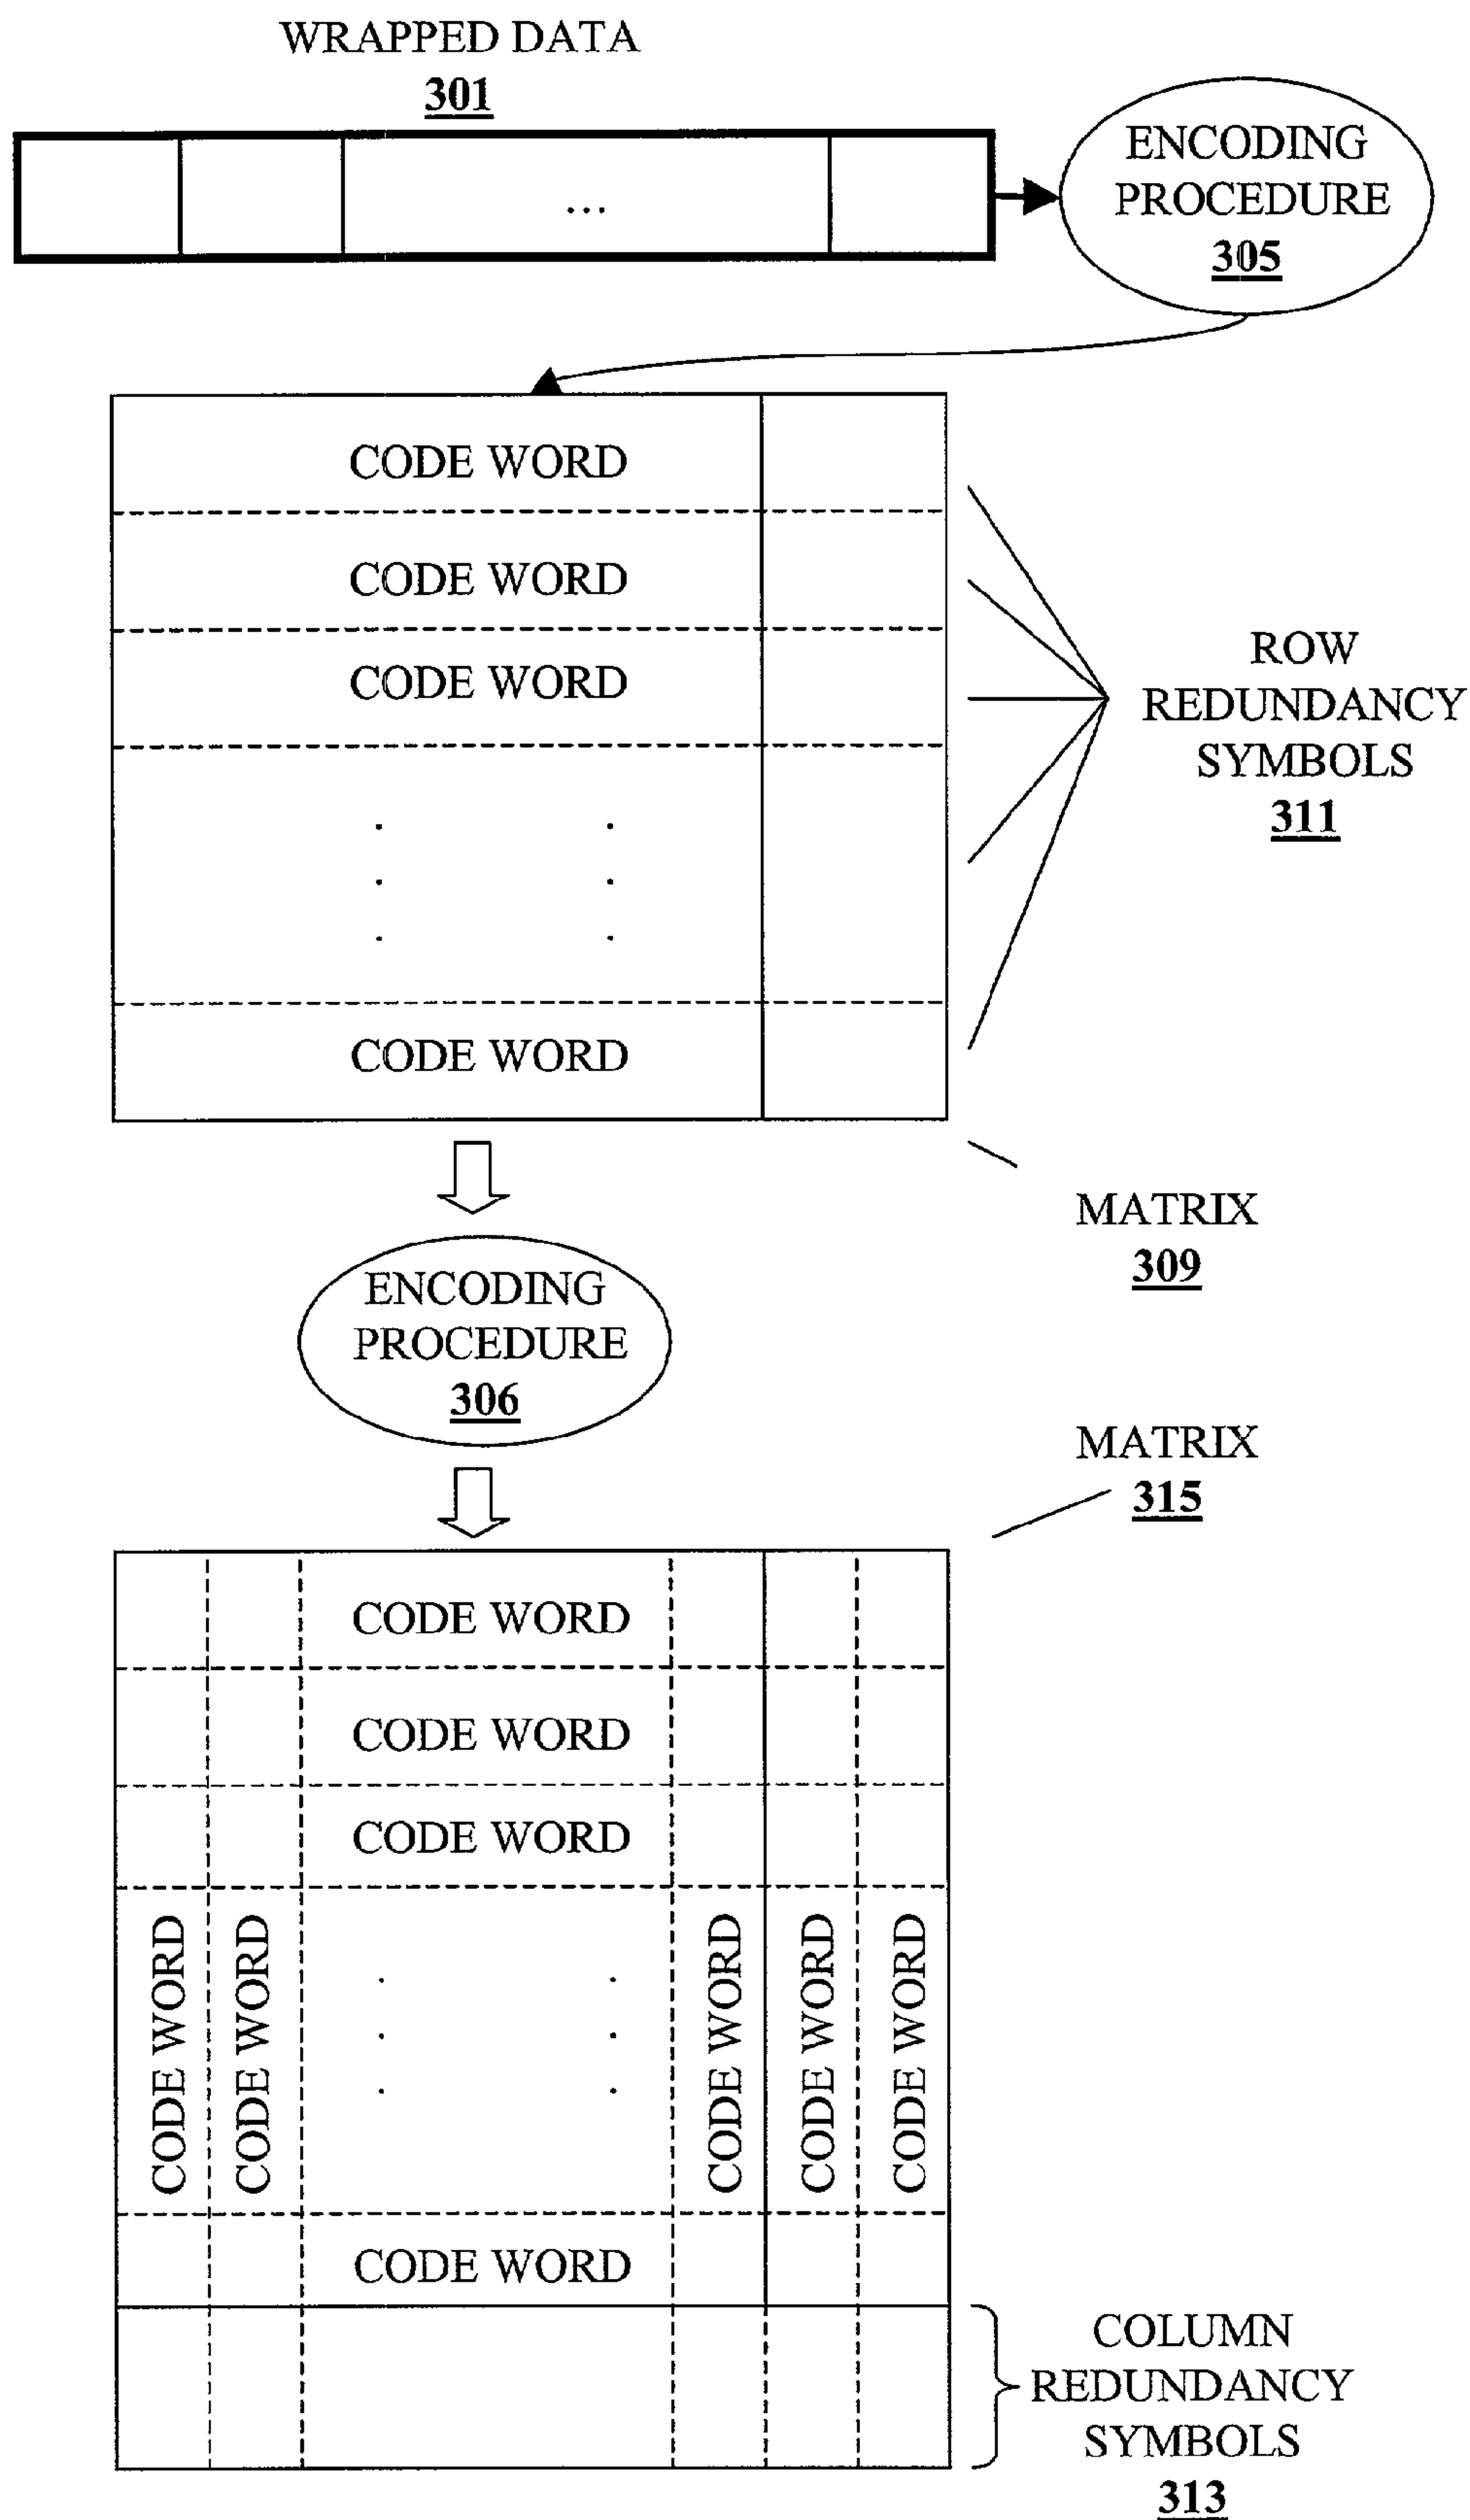 WRAPPED DATA
301
...
ENCODING
PROCEDURE
305
CODE WORD
CODE WORD
CODE WORD
CODE WORD
ROW
REDUNDANCY
SYMBOLS
311
MATRIX
309
ENCODING
PROCEDURE
306
MATRIX
315
CODE WORD
CODE WORD
CODE WORD
CODE WORD
CODE WORD
CODE WORD
CODE WORD
CODE WORD
CODE WORD
COLUMN
REDUNDANCY
SYMBOLS
313